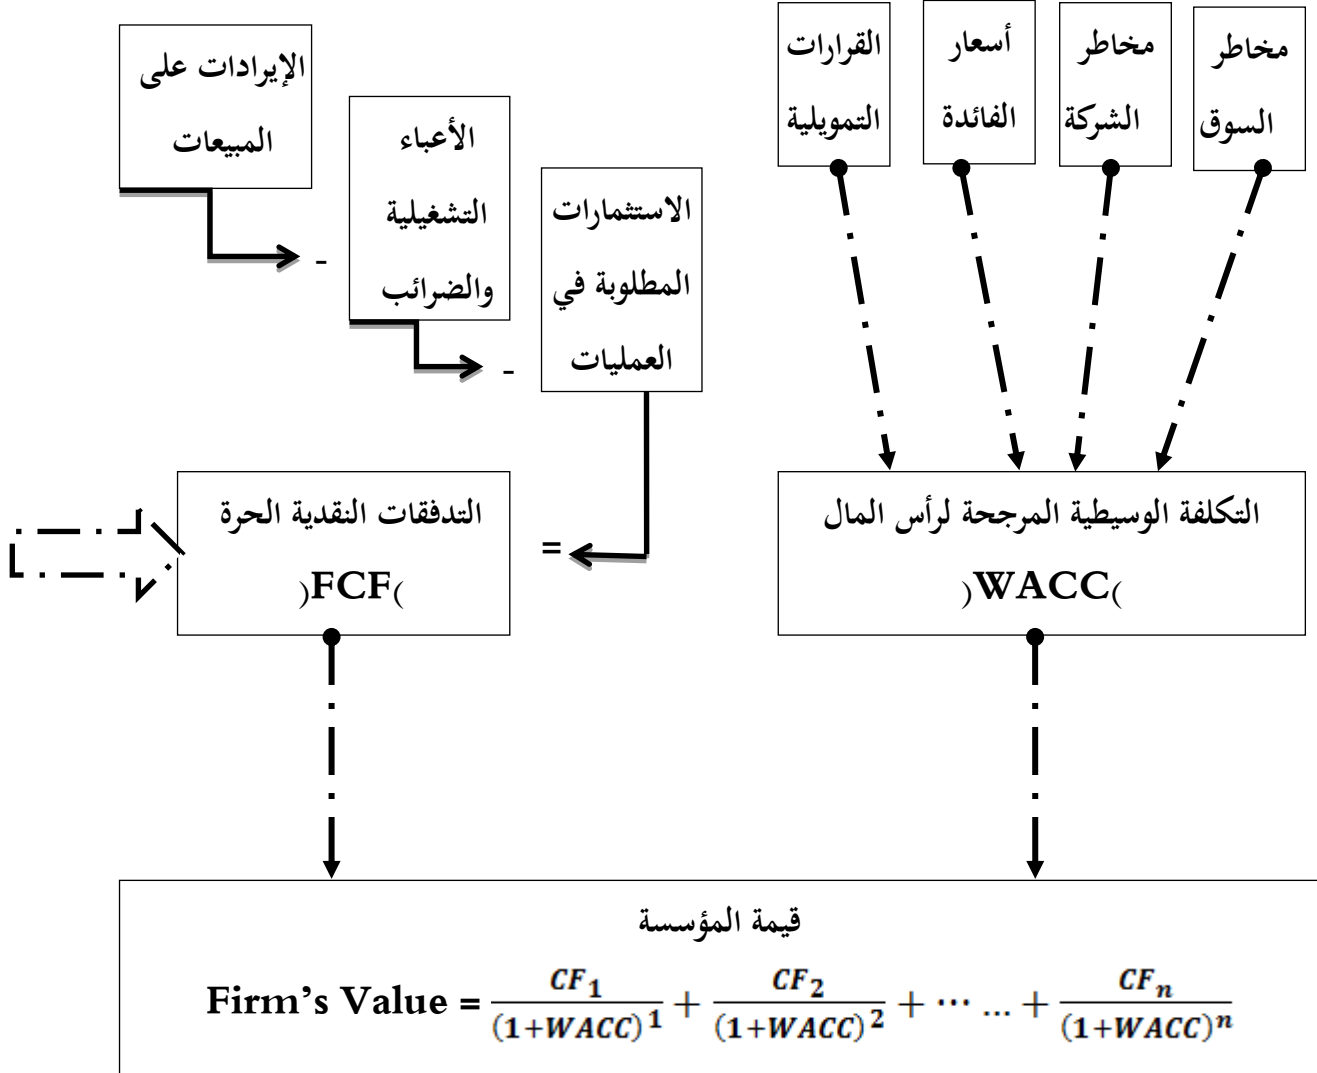 مخاطر
السوق
مخاطر
الشركة
أسعار
الفائدة
القرارات
التمويلية
الإيرادات على
المبيعات
-
الأعباء
التشغيلية
والضرائب
-
الاستثمارات
المطلوبة في
العمليات
=
التدفقات النقدية الحرة
)FCF(
التكلفة الوسيطية المرجحة لرأس المال
)WACC(
قيمة المؤسسة
Firm's Value = CF₁/(1+WACC)¹ + CF₂/(1+WACC)² + ⋯ … + CFₙ/(1+WACC)ⁿ